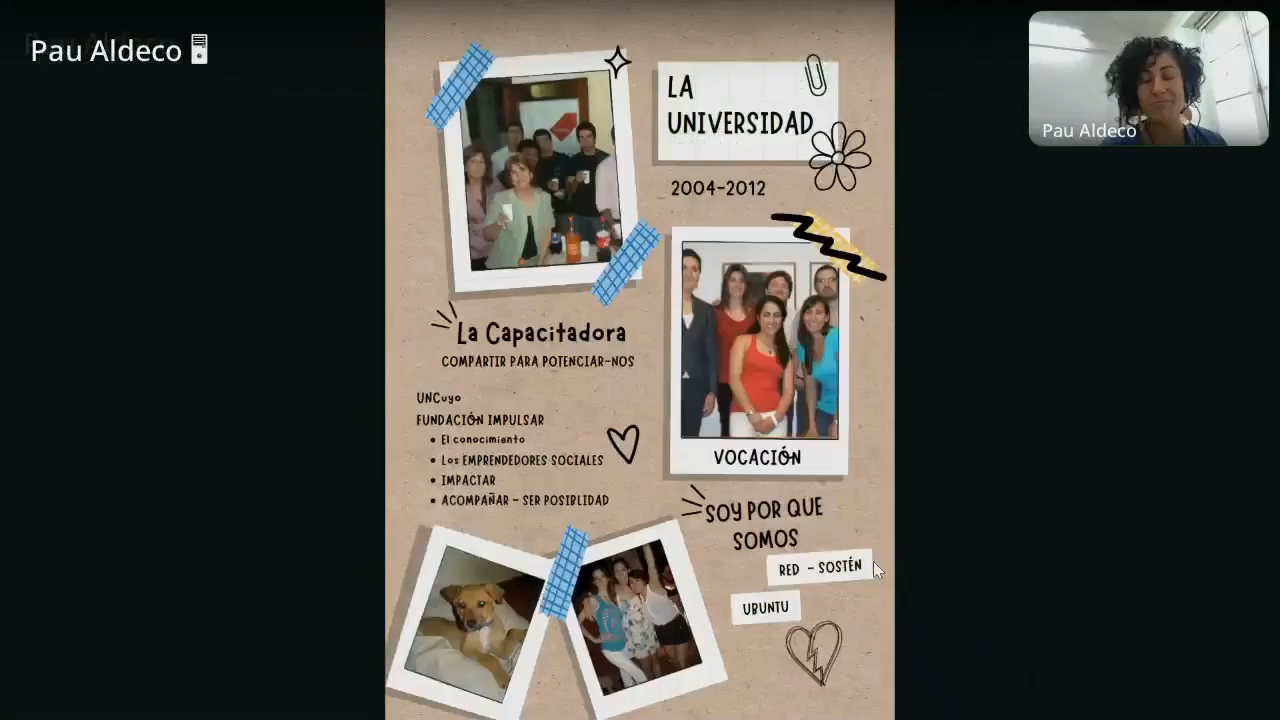 Pau Aldeco
Pau Aldeco
LA
UNIVERSIDAD
2004-2012
La Capacitadora
COMPARTIR PARA POTENCIAR-NOS
UNCuyo
FUNDACIÓN IMPULSAR
• El conocimiento
• Los EMPRENDEDORES SOCIALES
• IMPACTAR
• ACOMPAÑAR - SER POSIBLIDAD
VOCACIÓN
SOY POR QUE
SOMOS
RED - SOSTÉN
UBUNTU